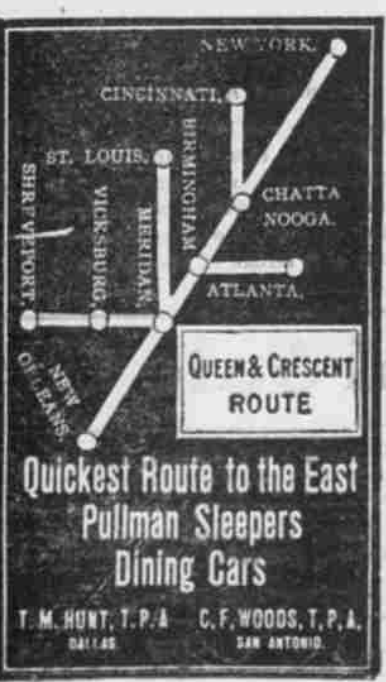 NEW YORK.
CINCINNATI,
ST. LOUIS.
BIRMINGHAM
SHREVEPORT.
VICKSBURG,
MERIDAN,
CHATTA
NOOGA.
ATLANTA.
NEW
ORLEANS.
QUEEN & CRESCENT
ROUTE
Quickest Route to the East
Pullman Sleepers
Dining Cars
T. M. HUNT, T. P. A C. F. WOODS, T, P, A,
DALLAS SAN ANTONIO.